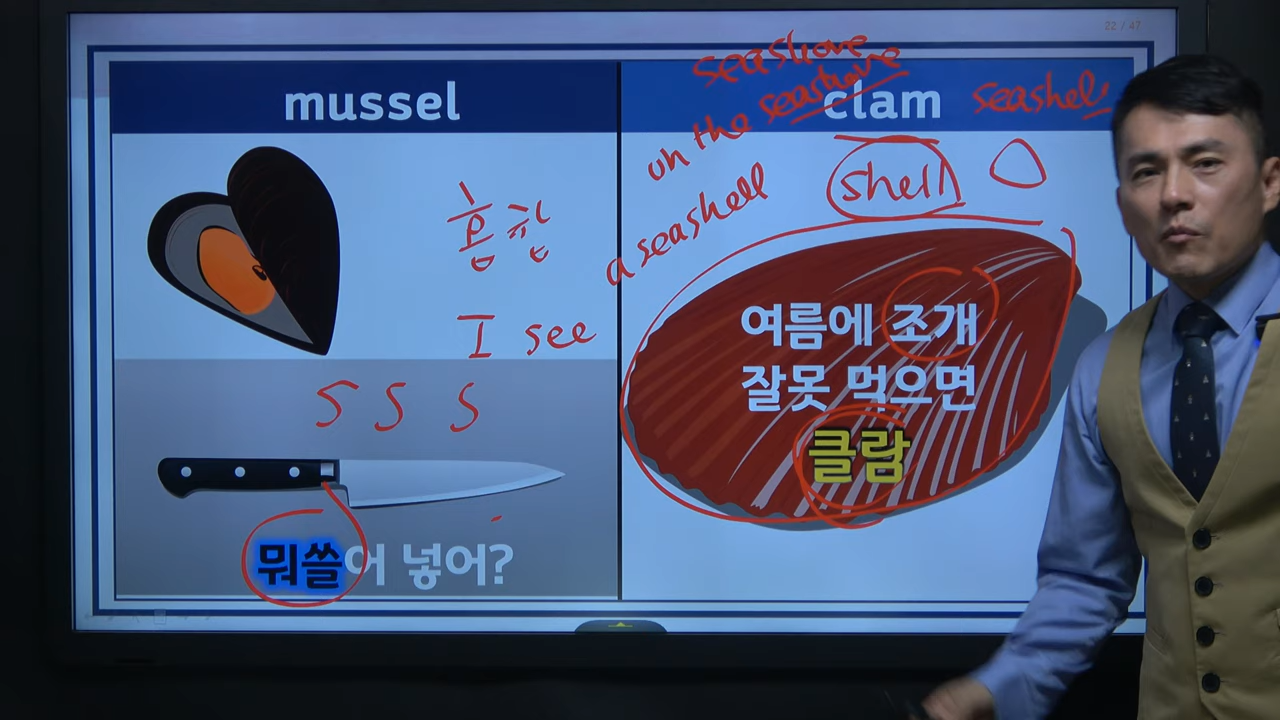 22 / 47
mussel
홍합
I see
S S S
뭐쓸어 넣어?
seashore
on the seashore
clam
seashells
a seashell
shell
여름에 조개
잘못 먹으면
클람